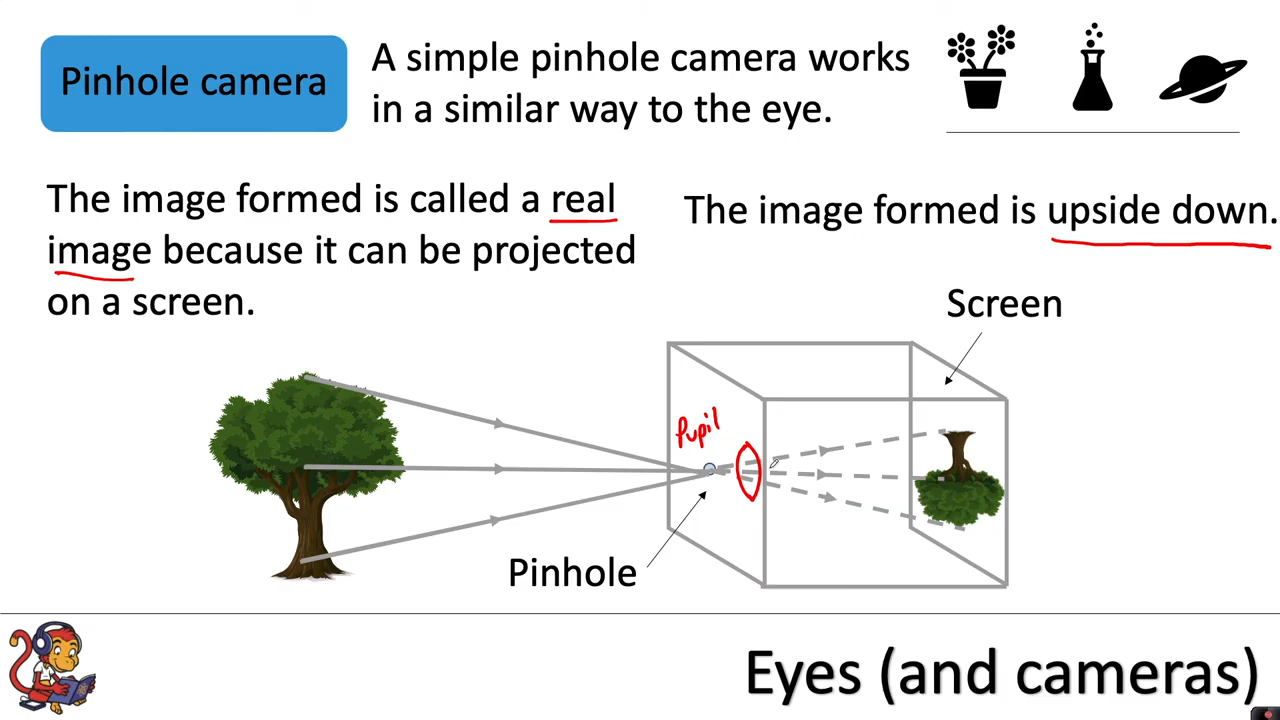 Pinhole camera
A simple pinhole camera works
in a similar way to the eye.
The image formed is called a real
image because it can be projected
on a screen.
The image formed is upside down.
Screen
Pupil
Pinhole
Eyes (and cameras)